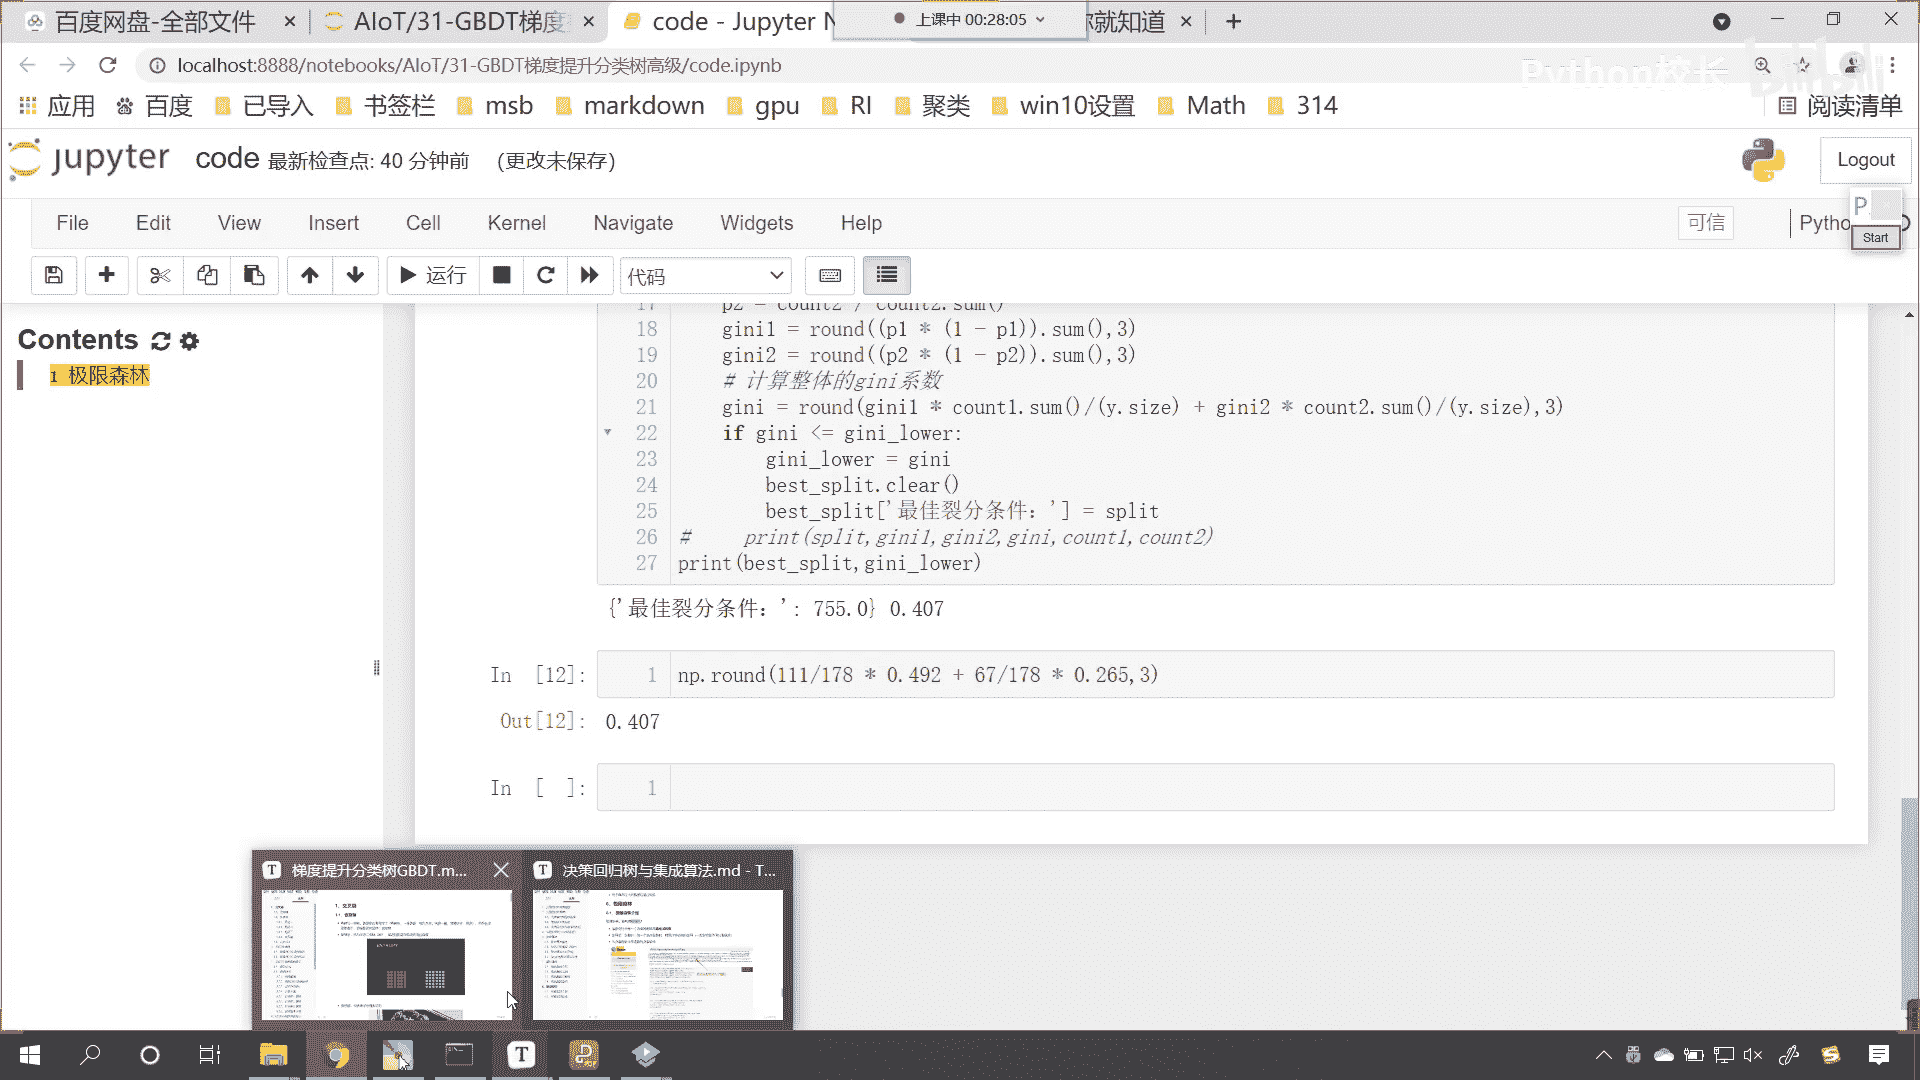 百度网盘-全部文件
AIoT/31-GBDT梯度
code - Jupyter N
上课中 00:28:05
你就知道
localhost:8888/notebooks/AIoT/31-GBDT梯度提升分类树高级/code.ipynb
Python校长
bilibili
应用
百度
已导入
书签栏
msb
markdown
gpu
RI
聚类
win10设置
Math
314
阅读清单
jupyter
code 最新检查点: 40 分钟前 (更改未保存)
Logout
File
Edit
View
Insert
Cell
Kernel
Navigate
Widgets
Help
可信
Pytho
P
Start
运行
代码
Contents
1 极限森林
17 p2 = count2 / count2.sum()
18 gini1 = round((p1 * (1 - p1)).sum(),3)
19 gini2 = round((p2 * (1 - p2)).sum(),3)
20 # 计算整体的gini系数
21 gini = round(gini1 * count1.sum()/(y.size) + gini2 * count2.sum()/(y.size),3)
22 if gini <= gini_lower:
23 gini_lower = gini
24 best_split.clear()
25 best_split['最佳裂分条件：'] = split
26 # print(split,gini1,gini2,gini,count1,count2)
27 print(best_split,gini_lower)
{'最佳裂分条件：': 755.0} 0.407
In [12]: 1 np.round(111/178 * 0.492 + 67/178 * 0.265,3)
Out[12]: 0.407
In [ ]: 1
梯度提升分类树GBDT.m...
决策回归树与集成算法.md - T...